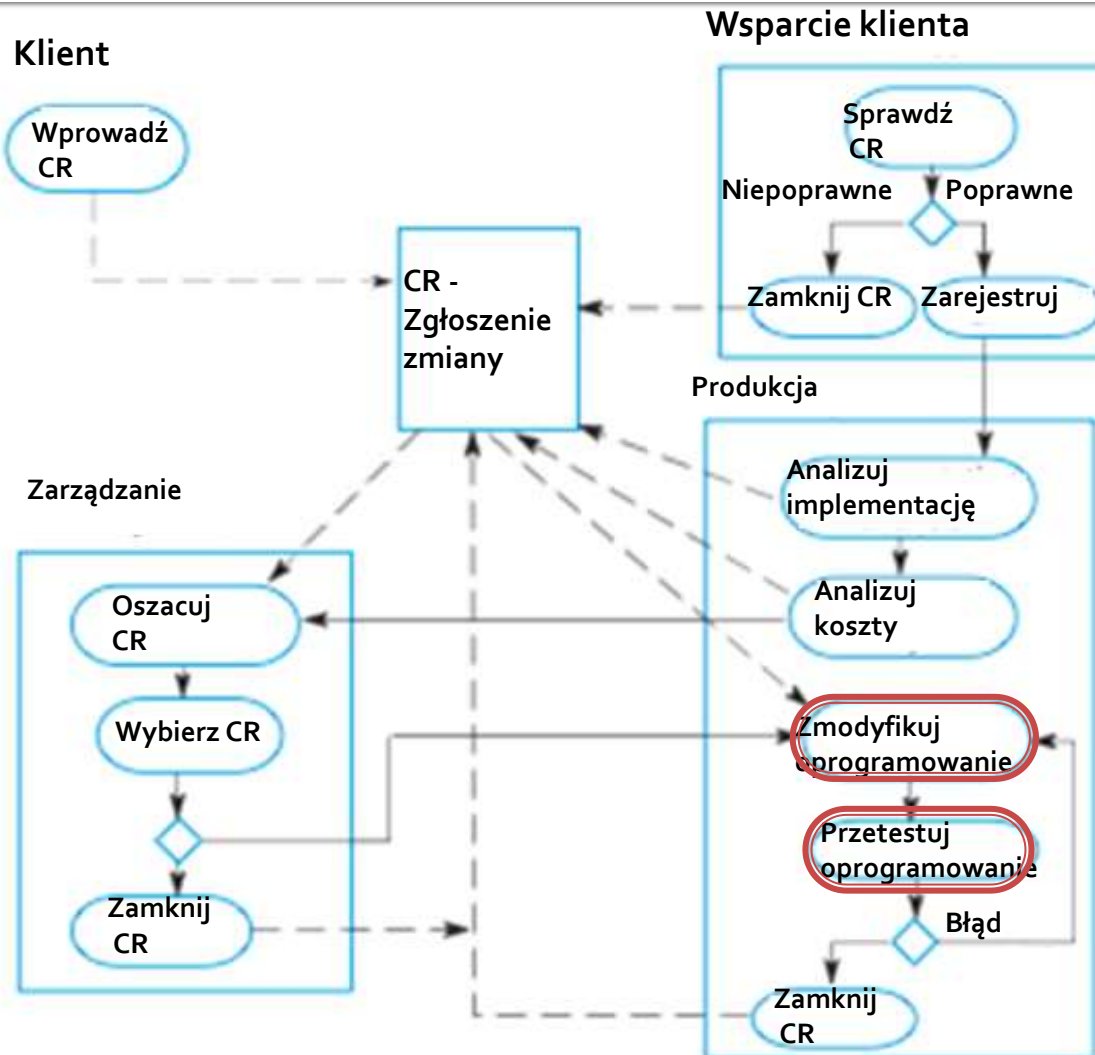 Klient
Wsparcie klienta
Wprowadź
CR
Sprawdź
CR
Niepoprawne
Poprawne
Zamknij CR
Zarejestruj
CR -
Zgłoszenie
zmiany
Produkcja
Analizuj
implementację
Zarządzanie
Analizuj
koszty
Oszacuj
CR
Wybierz CR
Zmodyfikuj
oprogramowanie
Przetestuj
oprogramowanie
Zamknij
CR
Błąd
Zamknij
CR